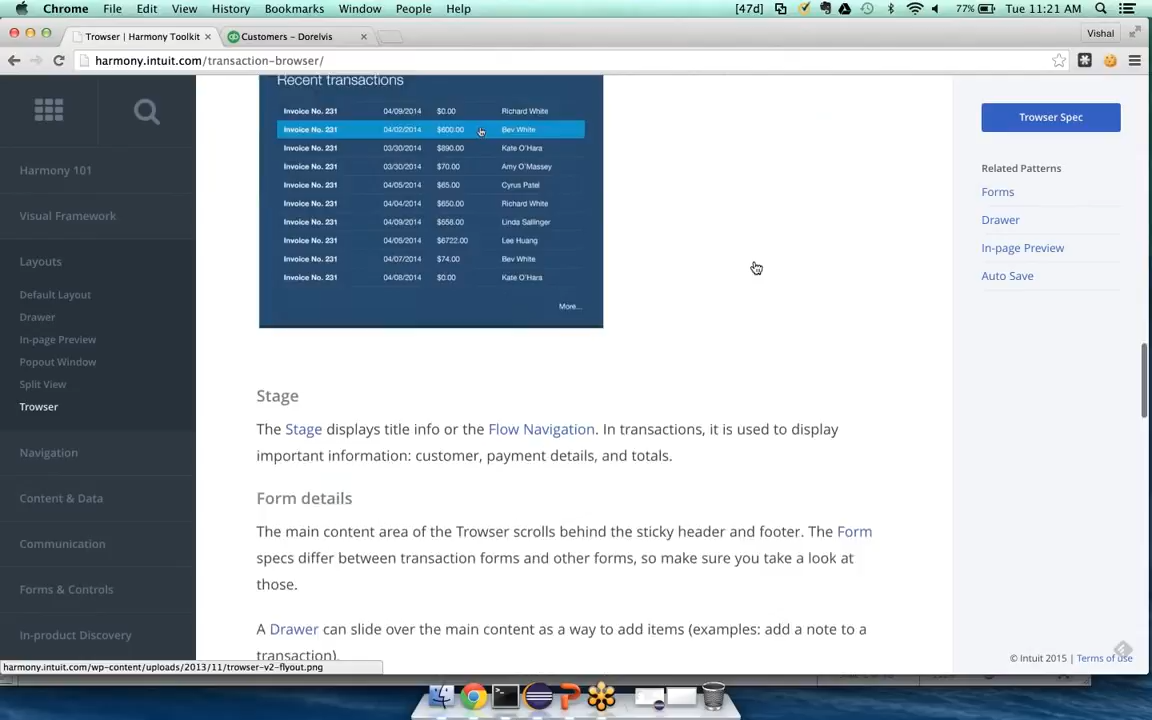 Chrome File Edit View History Bookmarks Window People Help [47d] 77% Tue 11:21 AM
Trowser | Harmony Toolkit × Customers – Dorelvis × Vishal
harmony.intuit.com/transaction-browser/
Harmony 101
Visual Framework
Layouts
Default Layout
Drawer
In-page Preview
Popout Window
Split View
Trowser
Navigation
Content & Data
Communication
Forms & Controls
In-product Discovery
Recent transactions
Invoice No. 231 04/09/2014 $0.00 Richard White
Invoice No. 231 04/02/2014 $600.00 Bev White
Invoice No. 231 03/30/2014 $890.00 Kate O'Hara
Invoice No. 231 03/30/2014 $70.00 Amy O'Massey
Invoice No. 231 04/05/2014 $65.00 Cyrus Patel
Invoice No. 231 04/04/2014 $650.00 Richard White
Invoice No. 231 04/09/2014 $558.00 Linda Sallinger
Invoice No. 231 04/06/2014 $6722.00 Lee Huang
Invoice No. 231 04/07/2014 $74.00 Bev White
Invoice No. 231 04/08/2014 $0.00 Kate O'Hara
More...
Stage
The Stage displays title info or the Flow Navigation. In transactions, it is used to display
important information: customer, payment details, and totals.
Form details
The main content area of the Trowser scrolls behind the sticky header and footer. The Form
specs differ between transaction forms and other forms, so make sure you take a look at
those.
A Drawer can slide over the main content as a way to add items (examples: add a note to a
transaction).
Trowser Spec
Related Patterns
Forms
Drawer
In-page Preview
Auto Save
© Intuit 2015 | Terms of use
harmony.intuit.com/wp-content/uploads/2013/11/trowser-v2-flyout.png